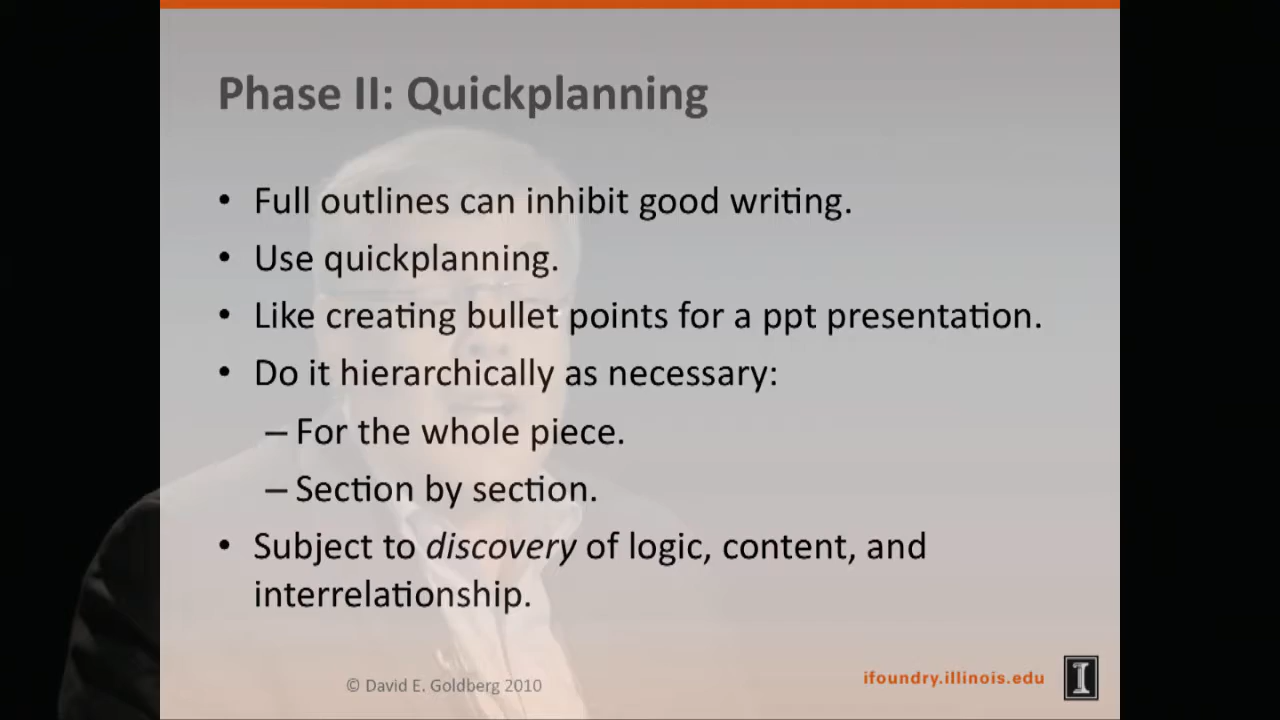 Phase II: Quickplanning
• Full outlines can inhibit good writing.
• Use quickplanning.
• Like creating bullet points for a ppt presentation.
• Do it hierarchically as necessary:
– For the whole piece.
– Section by section.
• Subject to discovery of logic, content, and
interrelationship.
© David E. Goldberg 2010
ifoundry.illinois.edu
I